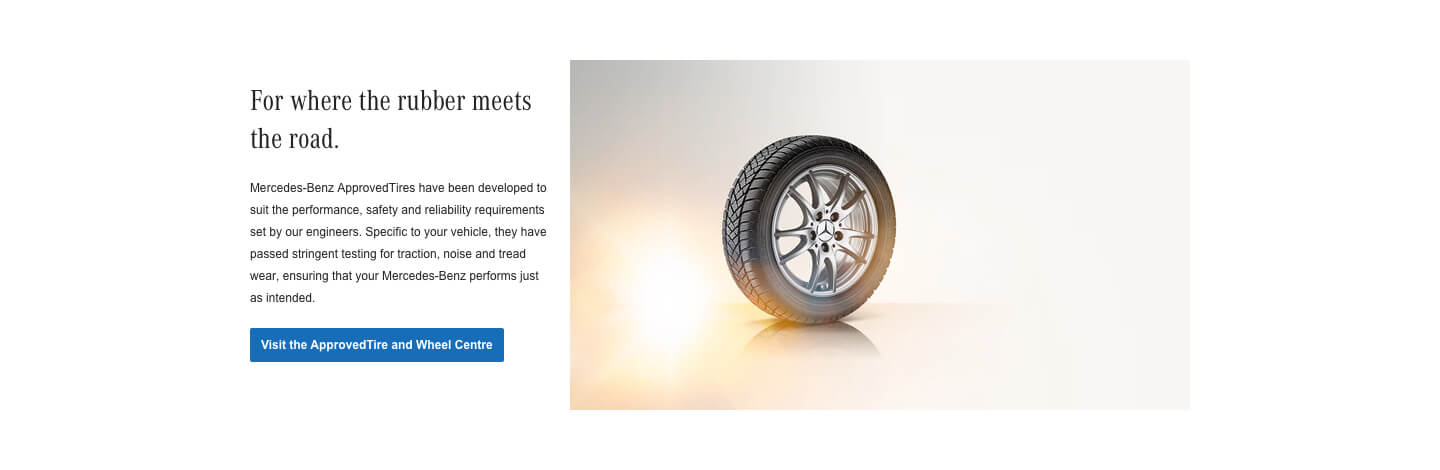 For where the rubber meets
the road.
Mercedes-Benz ApprovedTires have been developed to
suit the performance, safety and reliability requirements
set by our engineers. Specific to your vehicle, they have
passed stringent testing for traction, noise and tread
wear, ensuring that your Mercedes-Benz performs just
as intended.
Visit the ApprovedTire and Wheel Centre